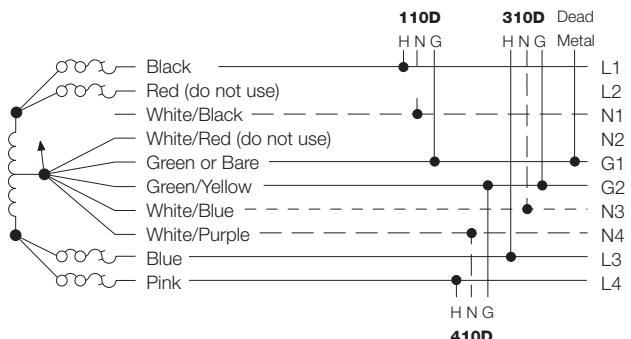 110D 310D Dead
H N G H N G Metal
Black L1
Red (do not use) L2
White/Black N1
White/Red (do not use) N2
Green or Bare G1
Green/Yellow G2
White/Blue N3
White/Purple N4
Blue L3
Pink L4
H N G
410D